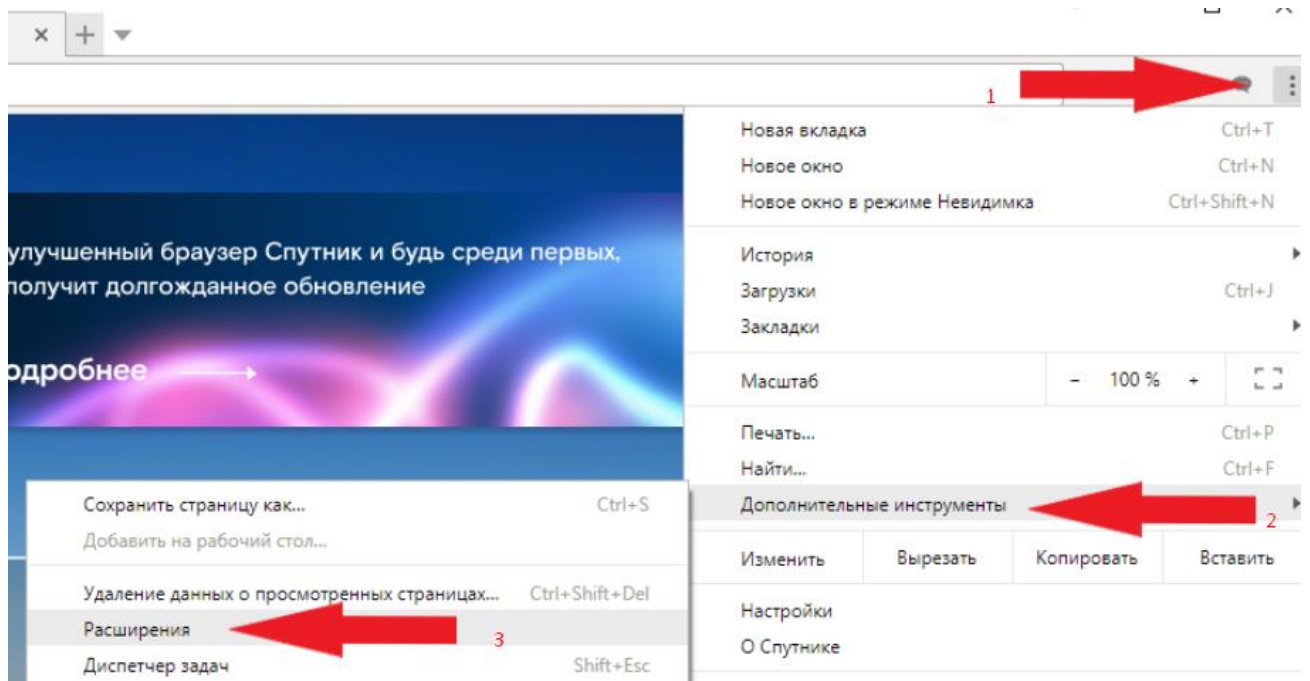 1
Новая вкладка Ctrl+T
Новое окно Ctrl+N
Новое окно в режиме Невидимка Ctrl+Shift+N
улучшенный браузер Спутник и будь среди первых,
получит долгожданное обновление
одробнее
История
Загрузки Ctrl+J
Закладки
Масштаб - 100 % +
Печать... Ctrl+P
Найти... Ctrl+F
Дополнительные инструменты
2
Изменить Вырезать Копировать Вставить
Настройки
О Спутнике
Сохранить страницу как... Ctrl+S
Добавить на рабочий стол...
Удаление данных о просмотренных страницах... Ctrl+Shift+Del
Расширения
3
Диспетчер задач Shift+Esc